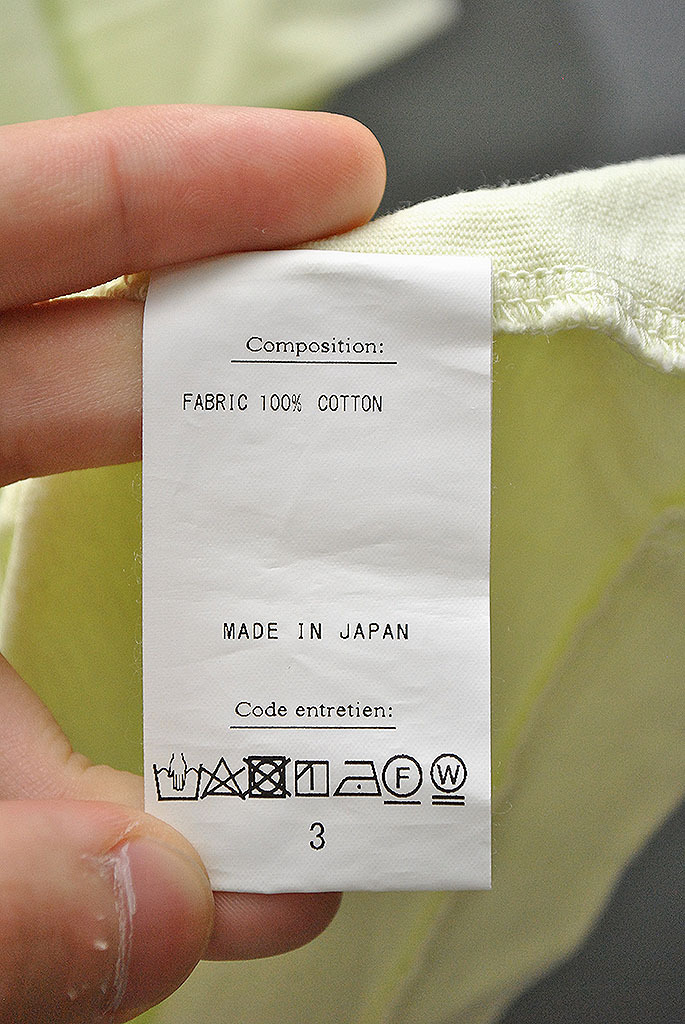 Composition:
FABRIC 100% COTTON
MADE IN JAPAN
Code entretien:
F W
3